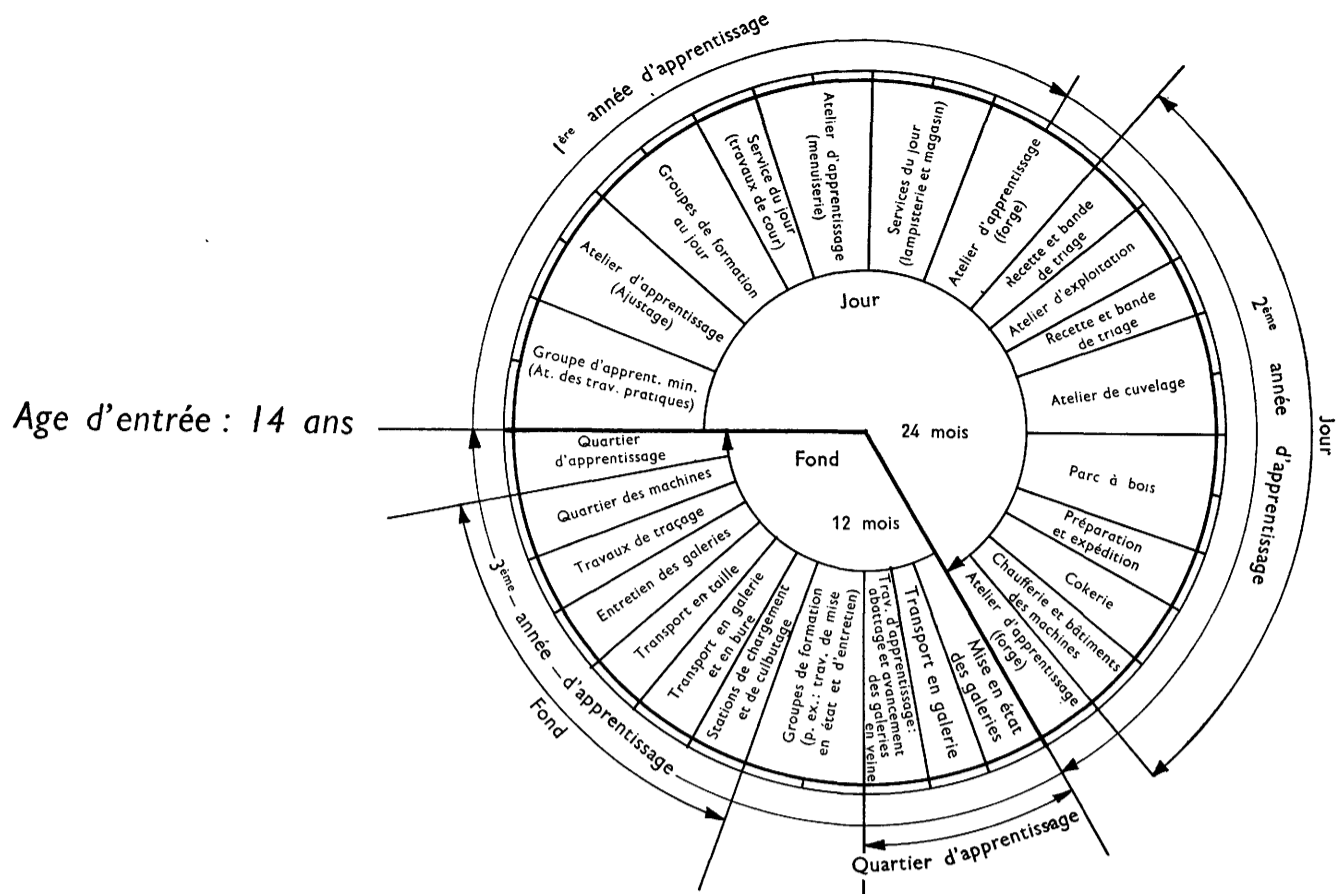 Age d'entrée : 14 ans
1ère année d'apprentissage
Groupe d'apprent. min.
(At. des trav. pratiques)
Atelier d'apprentissage
(Ajustage)
Groupes de formation
au jour
Service du jour
(travaux de cour)
Atelier d'apprentissage
(menuiserie)
Services du jour
(lampisterie et magasin)
Atelier d'apprentissage
(forge)
Recette et bande
de triage
Atelier d'exploitation
Recette et bande
de triage
Atelier de cuvelage
Parc à bois
Préparation
et expédition
Cokerie
Chaufferie et bâtiments
des machines
Atelier d'apprentissage
(forge)
2ème année d'apprentissage
Jour
Jour
24 mois
Fond
12 mois
Mise en état
des galeries
Transport en galerie
Trav. d'apprentissage :
abattage et avancement
des galeries
en veine
Groupes de formation
(p. ex.: trav. de mise
en état et d'entretien)
Stations de chargement
et de culbutage
Transport en galerie
et en bure
Transport en taille
Entretien des galeries
Travaux de traçage
Quartier des machines
Quartier
d'apprentissage
3ème année d'apprentissage
Fond
Quartier d'apprentissage